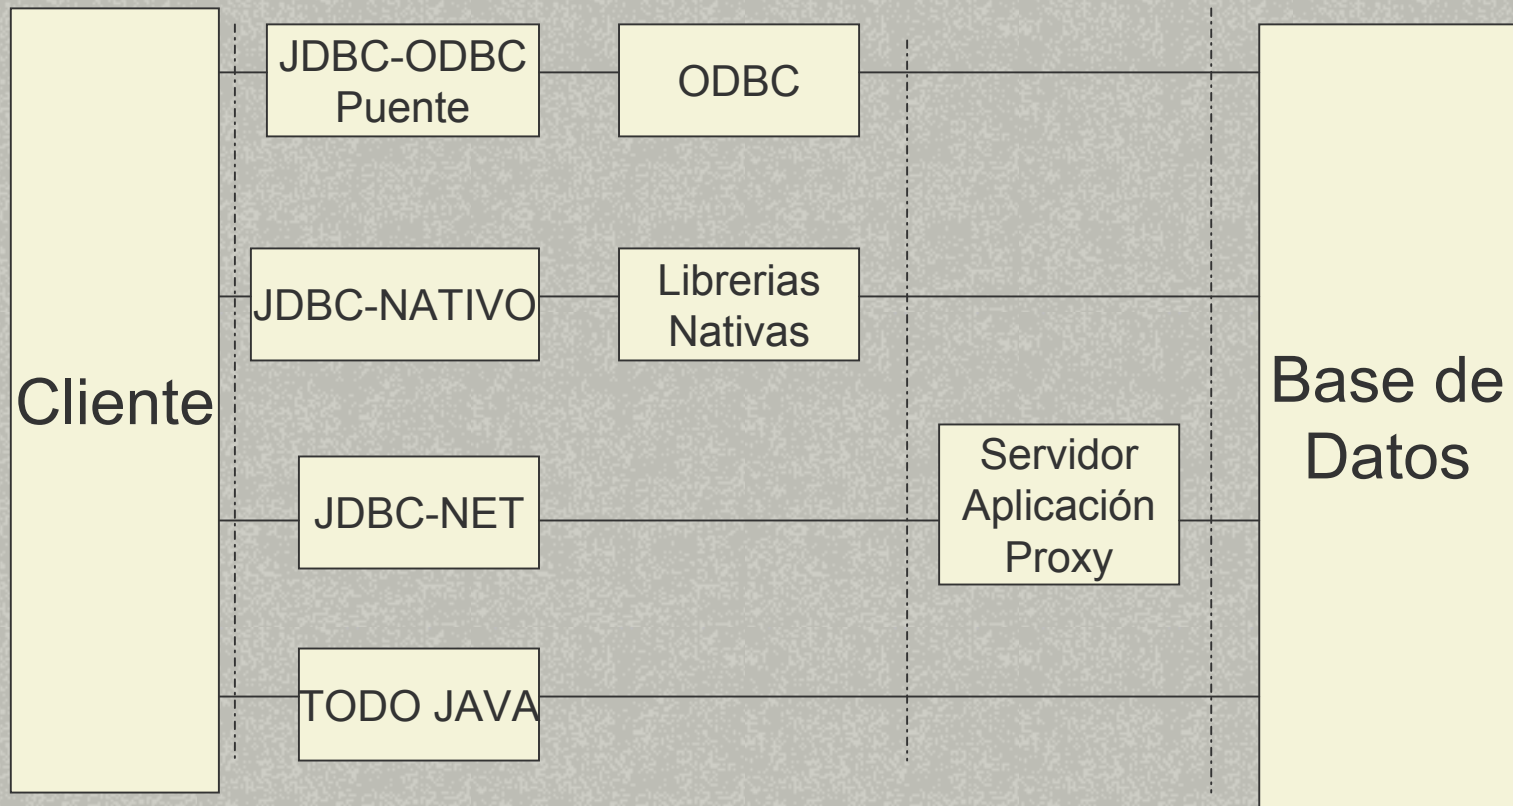 Cliente
JDBC-ODBC
Puente
ODBC
JDBC-NATIVO
Librerias
Nativas
JDBC-NET
Servidor
Aplicación
Proxy
TODO JAVA
Base de
Datos